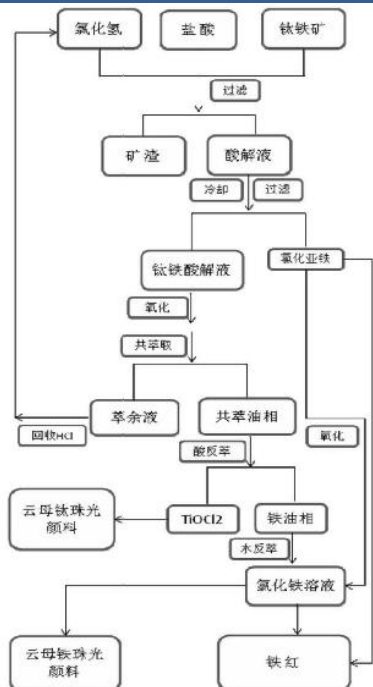 氯化氢
盐酸
钛铁矿
过滤
矿渣
酸解液
冷却
过滤
钛铁酸解液
氯化亚铁
氧化
共萃取
萃余液
共萃油相
回收HCl
酸反萃
氧化
云母钛珠光
颜料
TiOCl2
铁油相
水反萃
氯化铁溶液
云母铁珠光
颜料
铁红